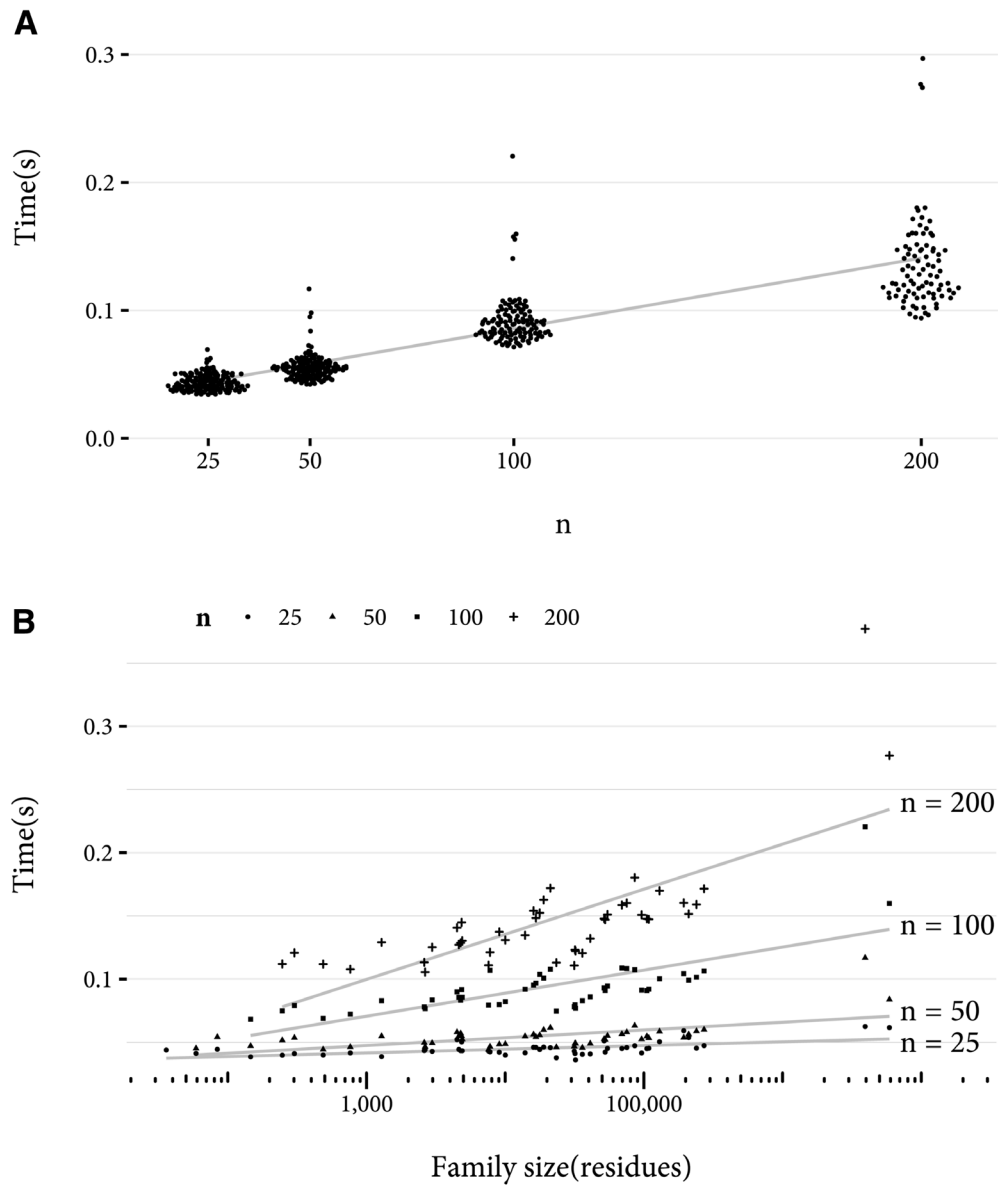 A
0.3
0.2
0.1
0.0
Time(s)
25 50 100 200
n
B
n 25 50 100 200
0.3
0.2
0.1
Time(s)
n = 200
n = 100
n = 50
n = 25
1,000 100,000
Family size(residues)